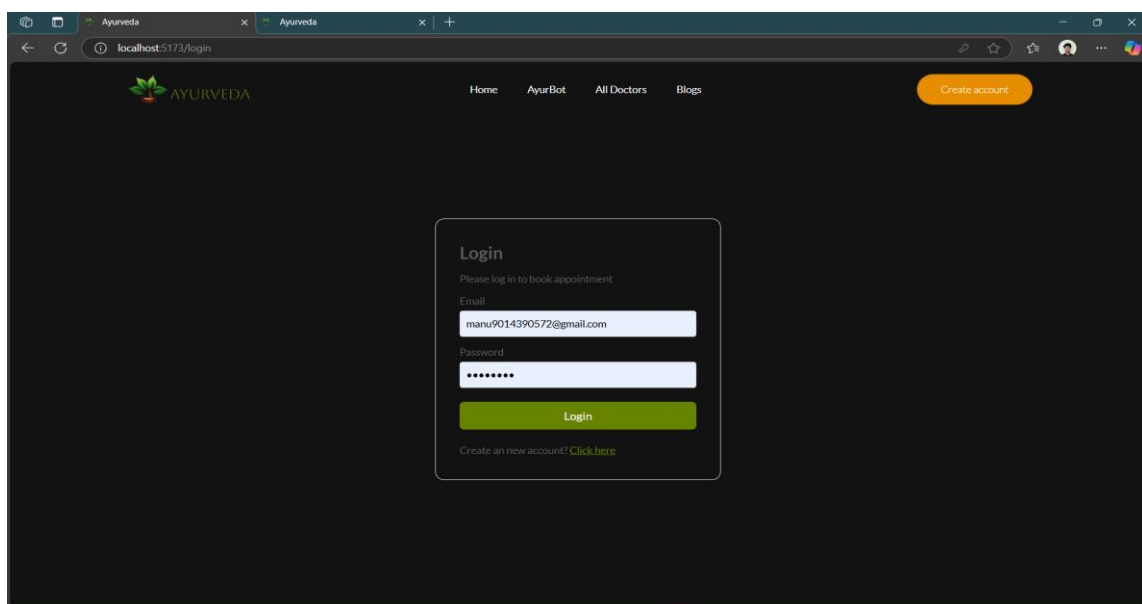 Ayurveda
Ayurveda
localhost:5173/login
AYURVEDA
Home AyurBot All Doctors Blogs
Create account
Login
Please log in to book appointment
Email
manu9014390572@gmail.com
Password
••••••••
Login
Create an new account? Click here